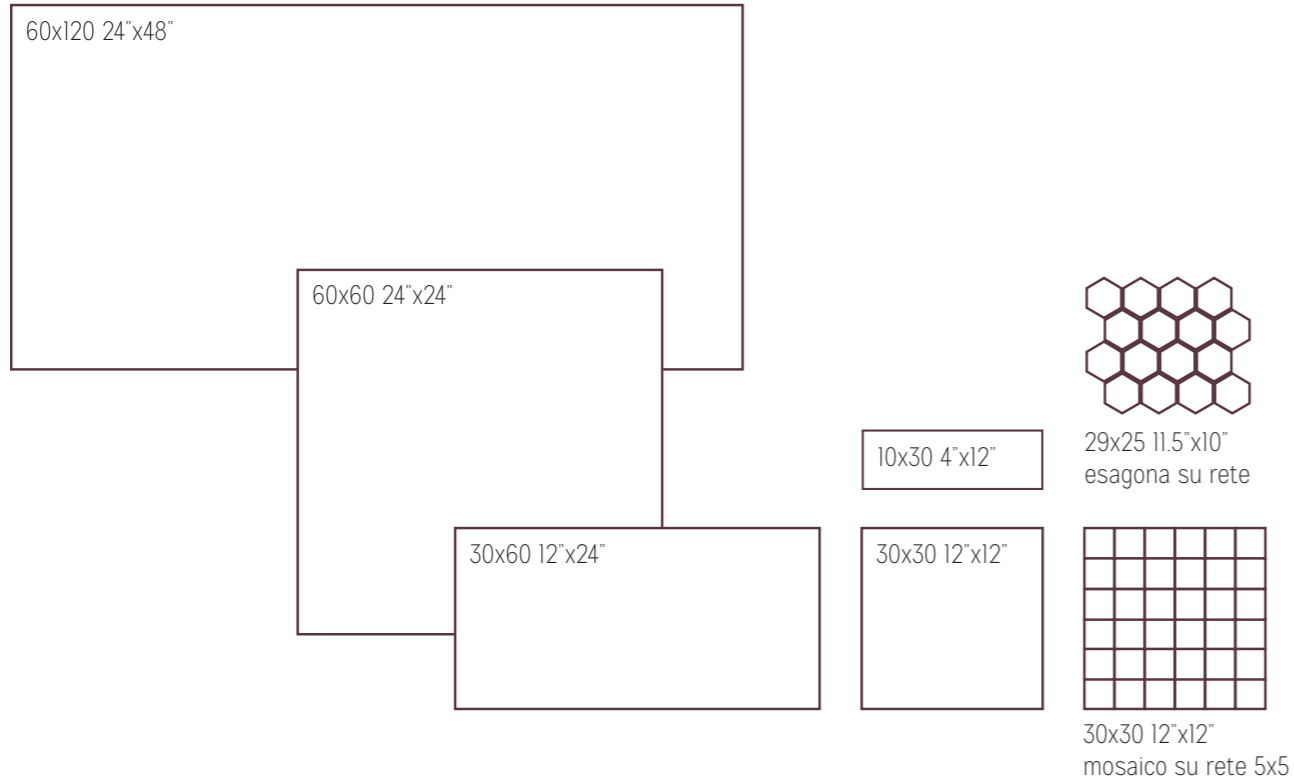 60x120 24"x48"
60x60 24"x24"
10x30 4"x12"
29x25 11.5"x10"
esagona su rete
30x60 12"x24"
30x30 12"x12"
30x30 12"x12"
mosaico su rete 5x5